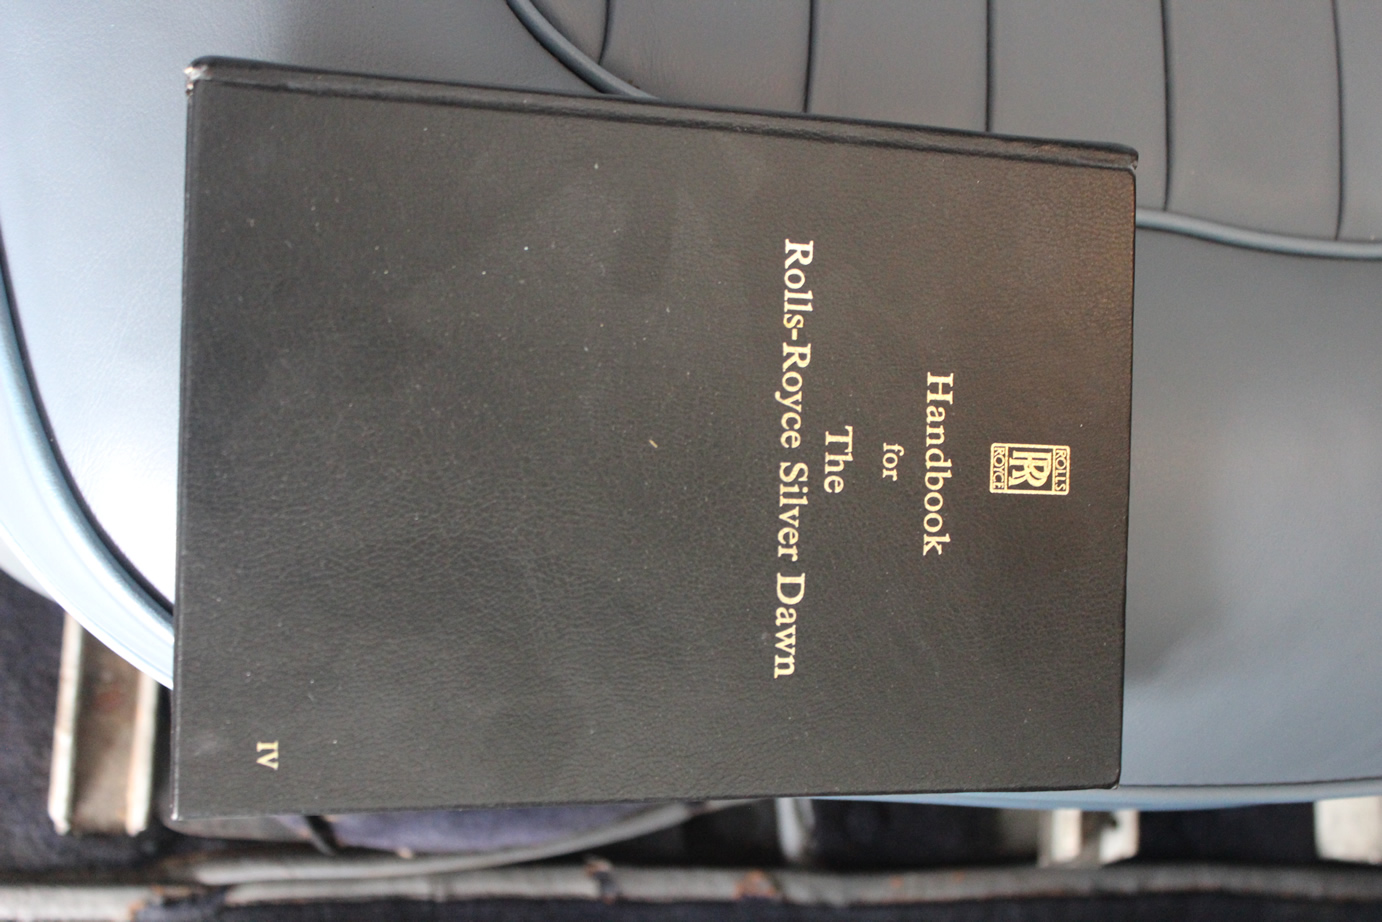 ROLLS
RR
ROYCE
Handbook
for
The
Rolls-Royce Silver Dawn
IV